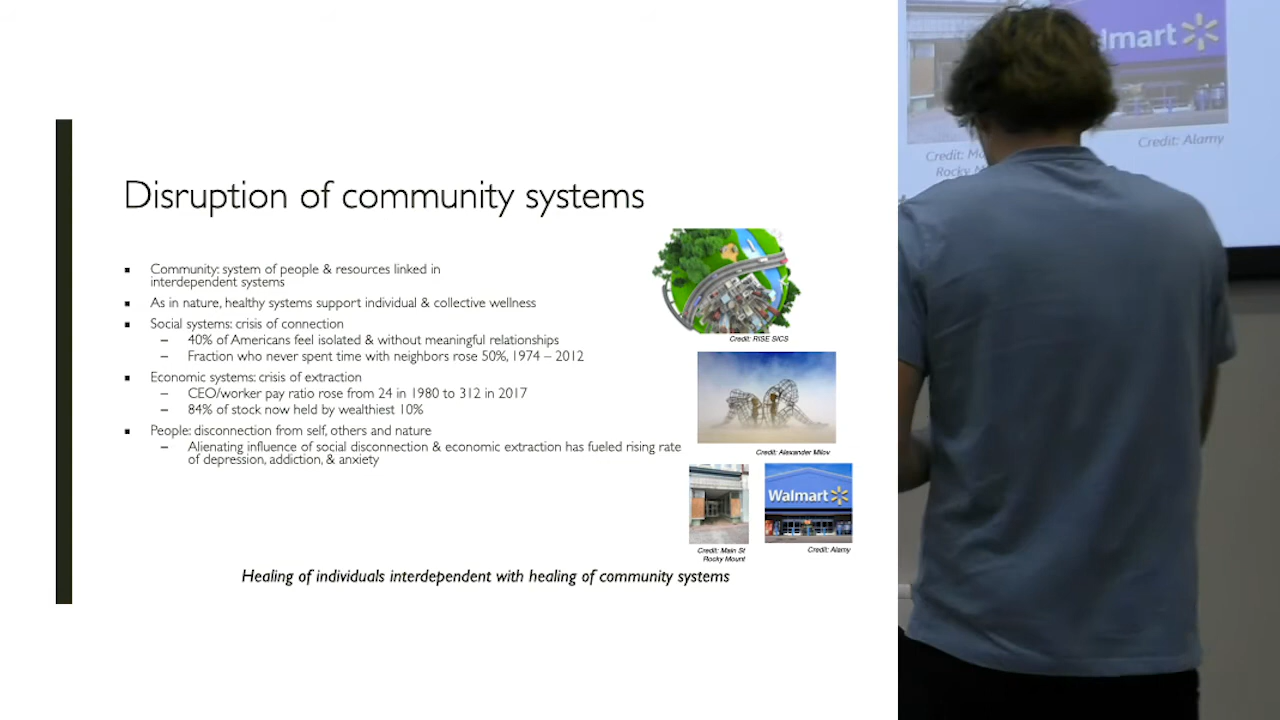 Disruption of community systems
Community: system of people & resources linked in
interdependent systems
As in nature, healthy systems support individual & collective wellness
Social systems: crisis of connection
– 40% of Americans feel isolated & without meaningful relationships
– Fraction who never spent time with neighbors rose 50%, 1974 – 2012
Economic systems: crisis of extraction
– CEO/worker pay ratio rose from 24 in 1980 to 312 in 2017
– 84% of stock now held by wealthiest 10%
People: disconnection from self, others and nature
– Alienating influence of social disconnection & economic extraction has fueled rising rate
of depression, addiction, & anxiety
Credit: RISE SICS
Credit: Alexander Milov
Walmart
Credit: Main St
Rocky Mount
Credit: Alamy
Healing of individuals interdependent with healing of community systems
lmart
Credit:
Rocky
Credit: Alamy